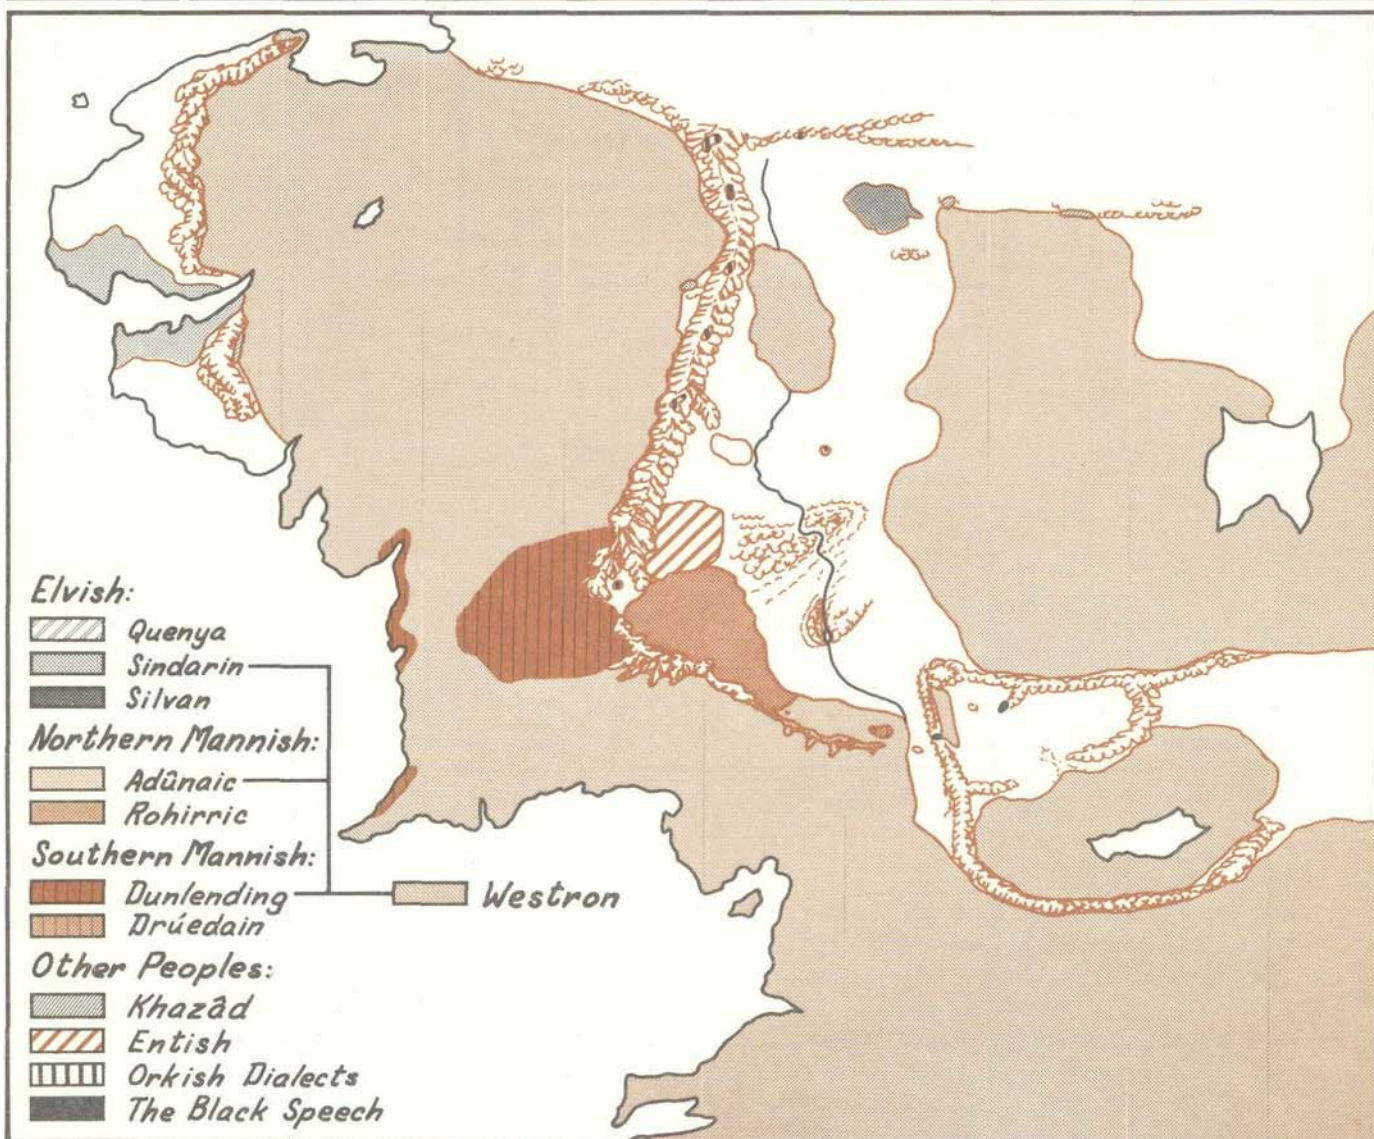 Elvish:
Quenya
Sindarin
Silvan
Northern Mannish:
Adûnaic
Rohirric
Southern Mannish:
Dunlending
Westron
Drúedain
Other Peoples:
Khazâd
Entish
Orkish Dialects
The Black Speech